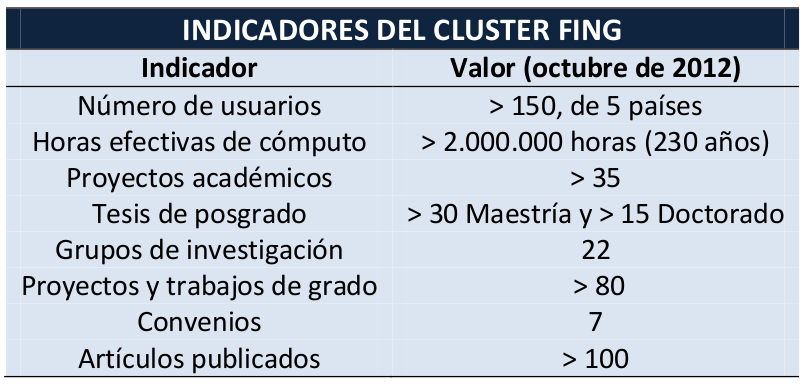 INDICADORES DEL CLUSTER FING
Indicador Valor (octubre de 2012)
Número de usuarios > 150, de 5 países
Horas efectivas de cómputo > 2.000.000 horas (230 años)
Proyectos académicos > 35
Tesis de posgrado > 30 Maestría y > 15 Doctorado
Grupos de investigación 22
Proyectos y trabajos de grado > 80
Convenios 7
Artículos publicados > 100